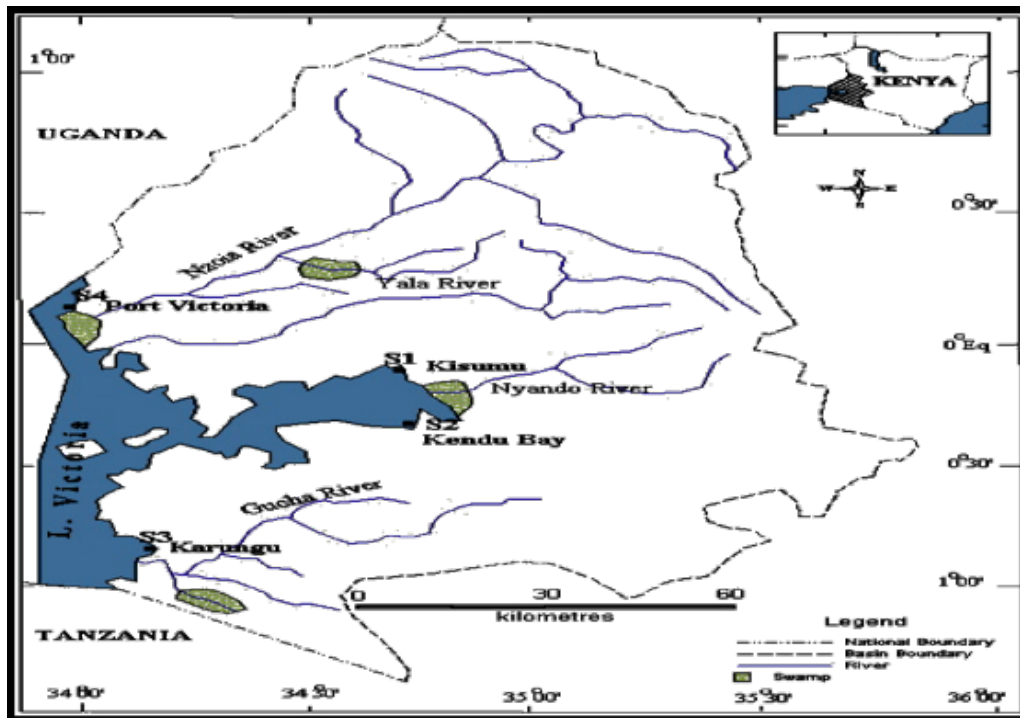 1°00'
KENYA
UGANDA
N
W E
S
0°30'
Nzoia River
Yala River
S4
Port Victoria
S1
Kisumu
0°Eq
Nyando River
S2
Kendu Bay
L. Victoria
0°30'
Gucha River
S3
Karungu
1°00'
0 30 60
kilometres
TANZANIA
Legend
National Boundary
Basin Boundary
River
Swamp
34°00' 34°30' 35°00' 35°30' 36°00'